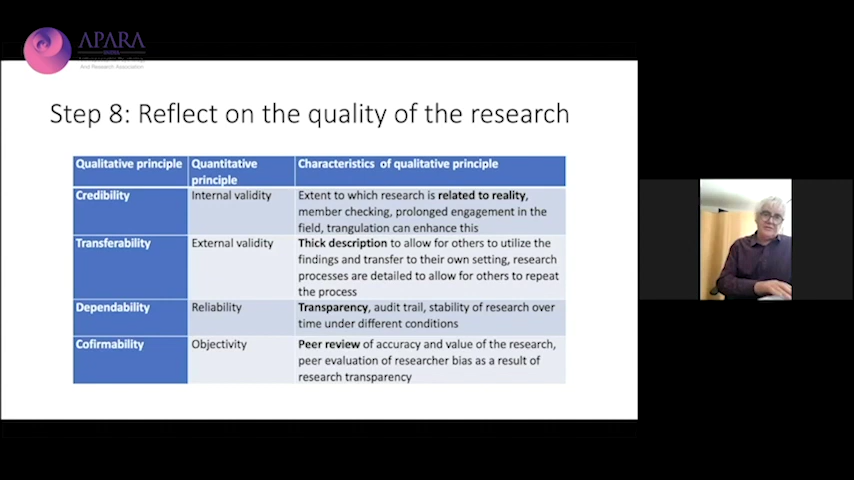 APARA
And Research Association
Step 8: Reflect on the quality of the research
Qualitative principle
Quantitative
principle
Characteristics of qualitative principle
Credibility
Internal validity
Extent to which research is related to reality,
member checking, prolonged engagement in the
field, trangulation can enhance this
Transferability
External validity
Thick description to allow for others to utilize the
findings and transfer to their own setting, research
processes are detailed to allow for others to repeat
the process
Dependability
Reliability
Transparency, audit trail, stability of research over
time under different conditions
Cofirmability
Objectivity
Peer review of accuracy and value of the research,
peer evaluation of researcher bias as a result of
research transparency